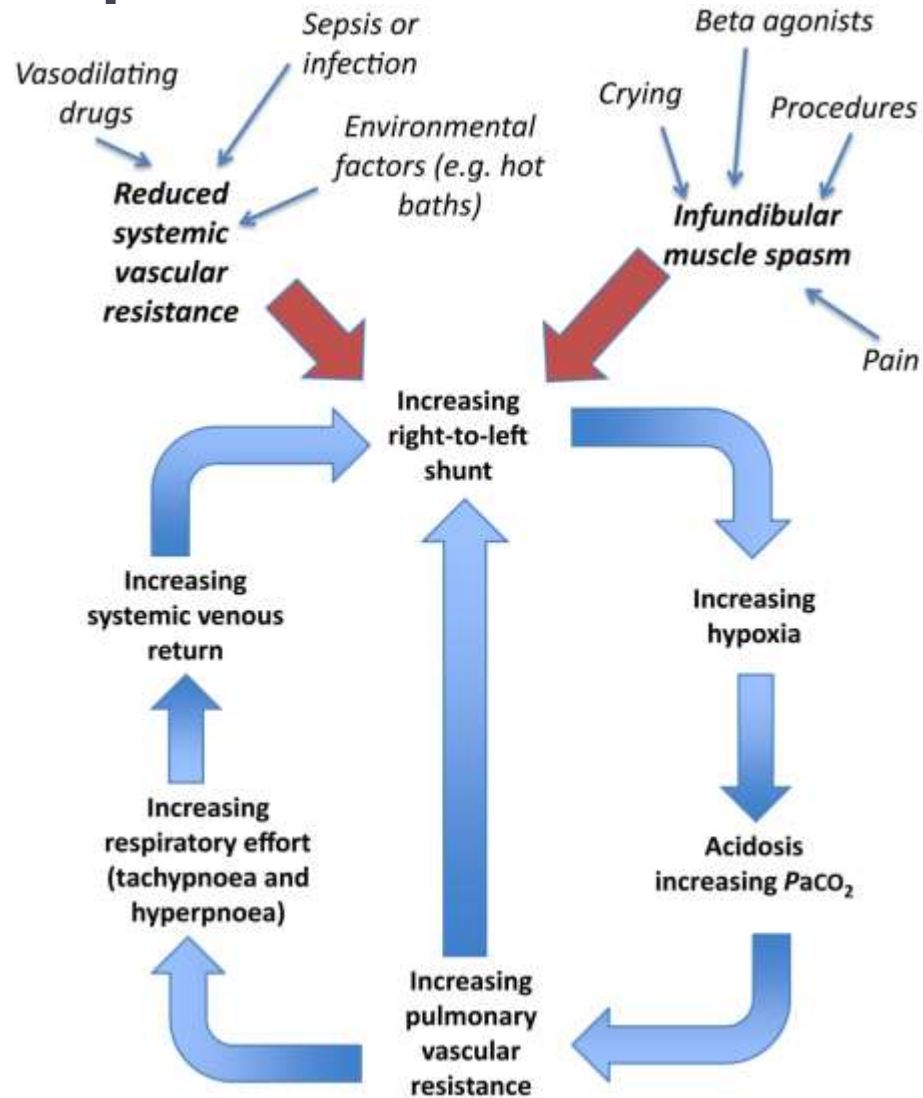 Sepsis or
infection
Vasodilating
drugs
Environmental
factors (e.g. hot
baths)
Reduced
systemic
vascular
resistance
Beta agonists
Crying
Procedures
Infundibular
muscle spasm
Pain
Increasing
right-to-left
shunt
Increasing
hypoxia
Acidosis
increasing PaCO₂
Increasing
pulmonary
vascular
resistance
Increasing
respiratory effort
(tachypnoea and
hyperpnoea)
Increasing
systemic venous
return